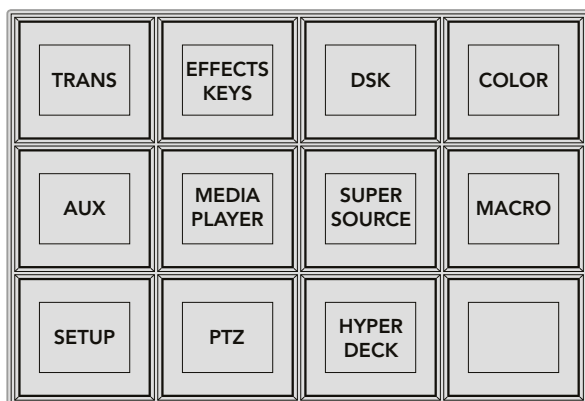 TRANS
EFFECTS
KEYS
DSK
COLOR
AUX
MEDIA
PLAYER
SUPER
SOURCE
MACRO
SETUP
PTZ
HYPER
DECK